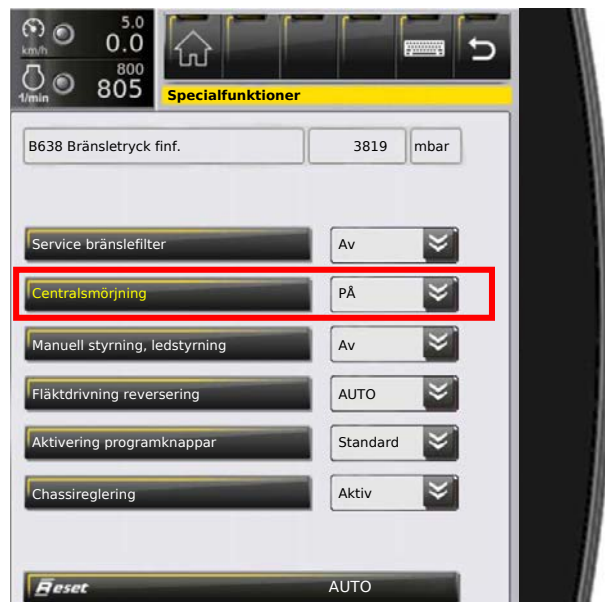 5.0
km/h 0.0
800
1/min 805
Specialfunktioner
B638 Bränsletryck finf. 3819 mbar
Service bränslefilter Av
Centralsmörjning PÅ
Manuell styrning, ledstyrning Av
Fläktdrivning reversering AUTO
Aktivering programknappar Standard
Chassireglering Aktiv
Reset AUTO